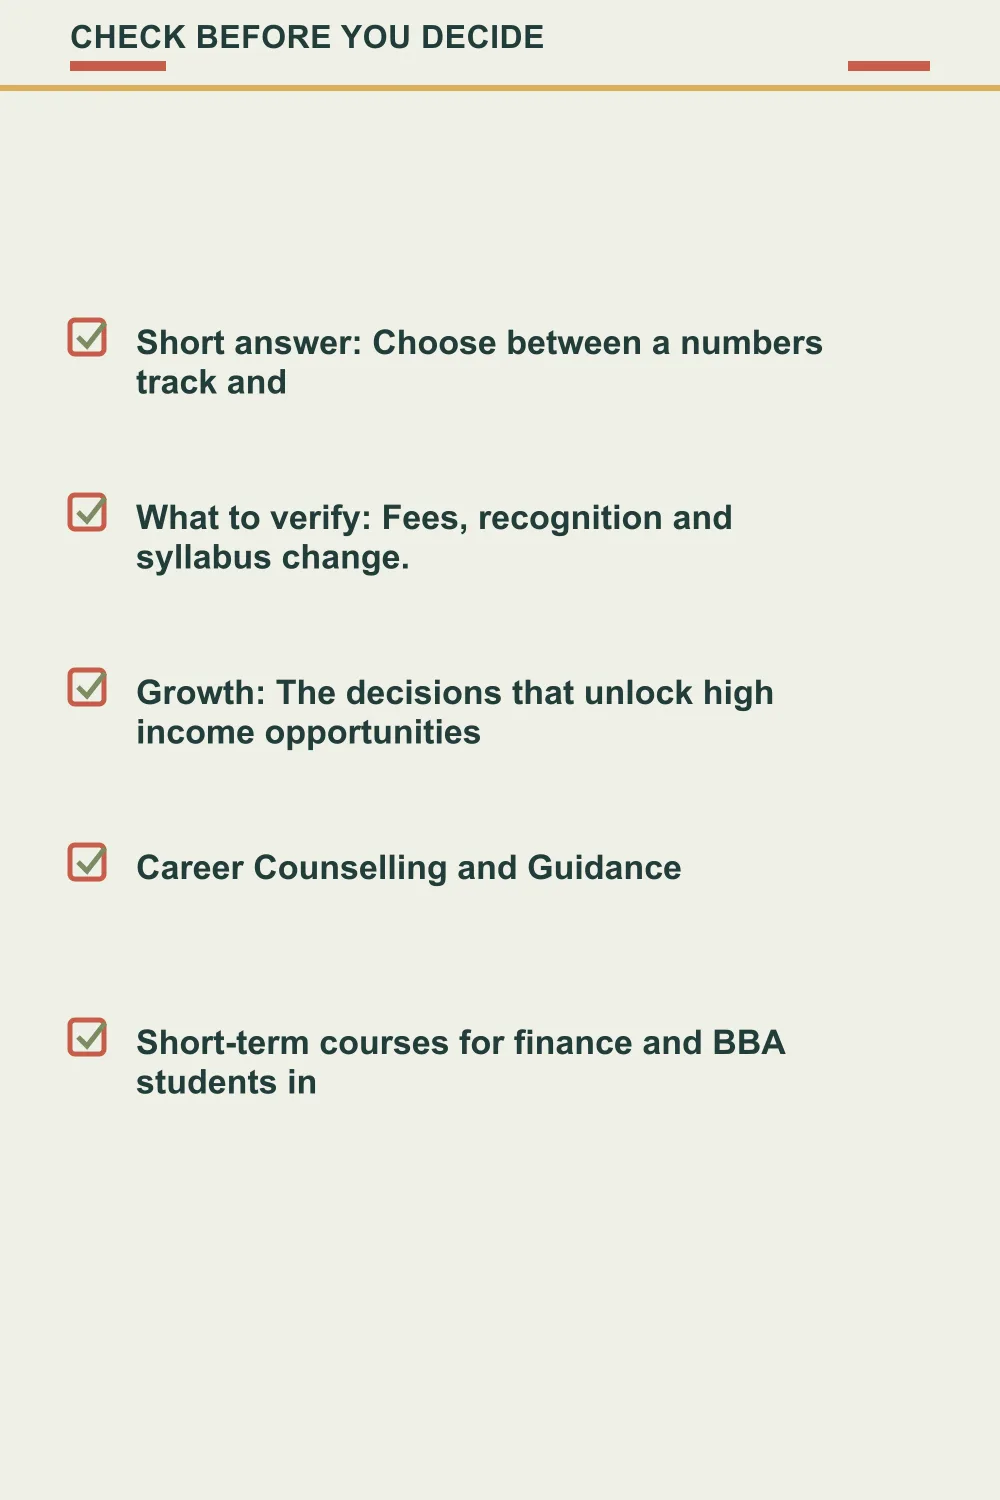 CHECK BEFORE YOU DECIDE
Short answer: Choose between a numbers
track and
What to verify: Fees, recognition and
syllabus change.
Growth: The decisions that unlock high
income opportunities
Career Counselling and Guidance
Short-term courses for finance and BBA
students in